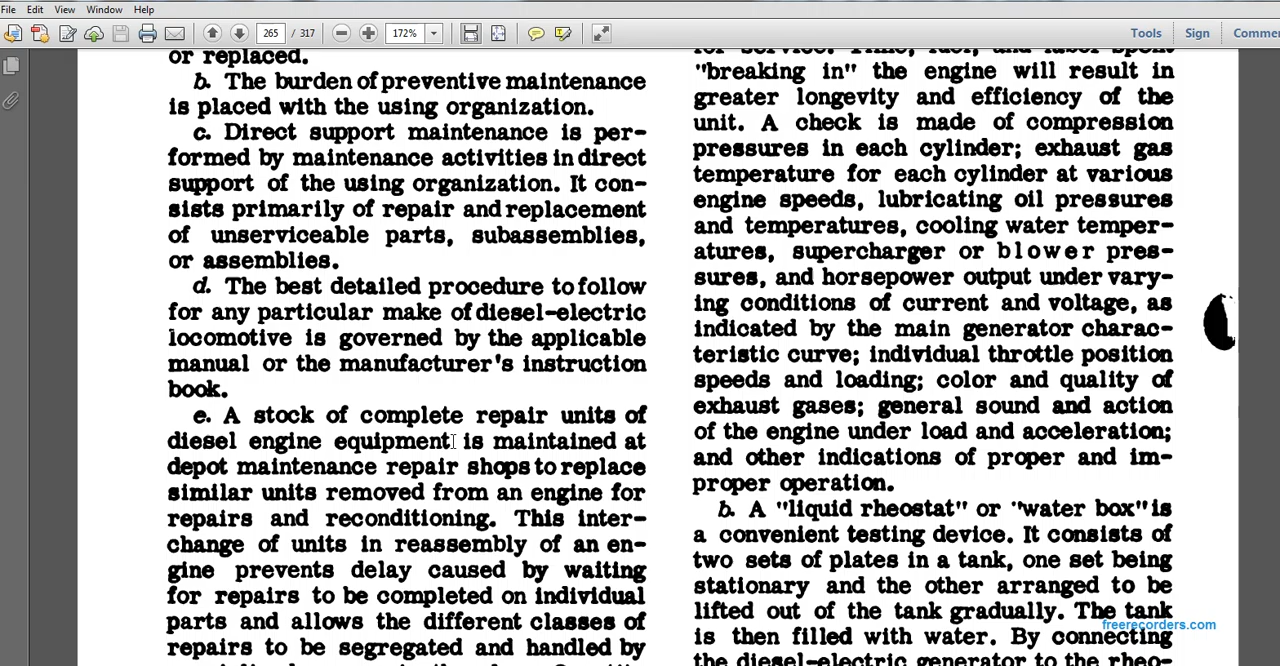 File Edit View Window Help
265 / 317 172% Tools Sign Comme
or replaced.
b. The burden of preventive maintenance
is placed with the using organization.
c. Direct support maintenance is per-
formed by maintenance activities in direct
support of the using organization. It con-
sists primarily of repair and replacement
of unserviceable parts, subassemblies,
or assemblies.
d. The best detailed procedure to follow
for any particular make of diesel-electric
locomotive is governed by the applicable
manual or the manufacturer's instruction
book.
e. A stock of complete repair units of
diesel engine equipment is maintained at
depot maintenance repair shops to replace
similar units removed from an engine for
repairs and reconditioning. This inter-
change of units in reassembly of an en-
gine prevents delay caused by waiting
for repairs to be completed on individual
parts and allows the different classes of
repairs to be segregated and handled by
for service. Time, fuel, and labor spent
"breaking in" the engine will result in
greater longevity and efficiency of the
unit. A check is made of compression
pressures in each cylinder; exhaust gas
temperature for each cylinder at various
engine speeds, lubricating oil pressures
and temperatures, cooling water temper-
atures, supercharger or blower pres-
sures, and horsepower output under vary-
ing conditions of current and voltage, as
indicated by the main generator charac-
teristic curve; individual throttle position
speeds and loading; color and quality of
exhaust gases; general sound and action
of the engine under load and acceleration;
and other indications of proper and im-
proper operation.
b. A "liquid rheostat" or "water box" is
a convenient testing device. It consists of
two sets of plates in a tank, one set being
stationary and the other arranged to be
lifted out of the tank gradually. The tank
is then filled with water. By connecting
the diesel-electric generator to the rheo-
freerecorders.com